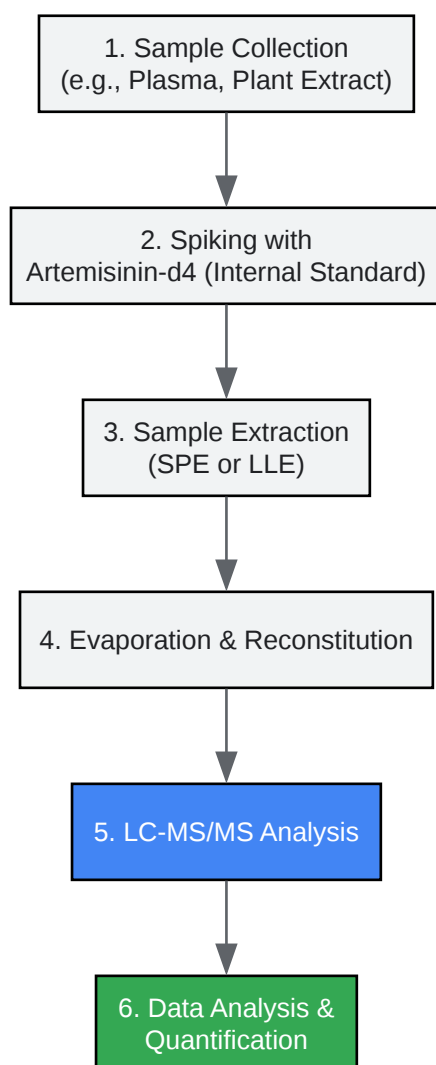 1. Sample Collection
(e.g., Plasma, Plant Extract)
2. Spiking with
Artemisinin-d4 (Internal Standard)
3. Sample Extraction
(SPE or LLE)
4. Evaporation & Reconstitution
5. LC-MS/MS Analysis
6. Data Analysis &
Quantification